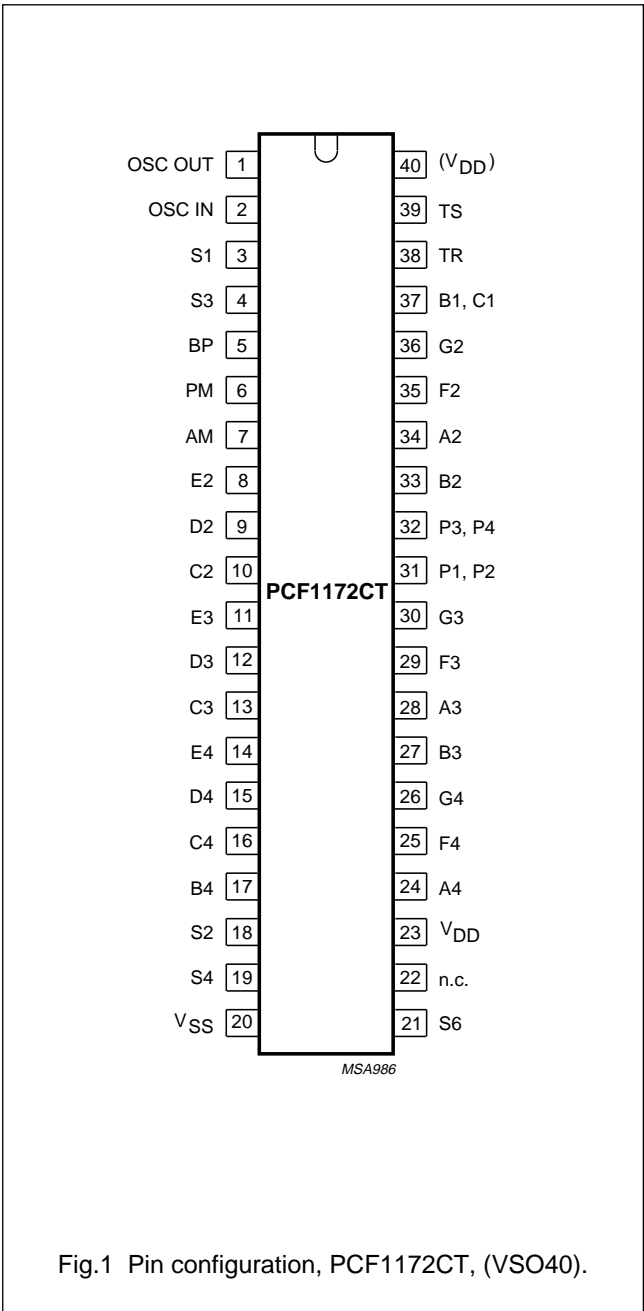 OSC OUT 1 40 (VDD)
OSC IN 2 39 TS
S1 3 38 TR
S3 4 37 B1, C1
BP 5 36 G2
PM 6 35 F2
AM 7 34 A2
E2 8 33 B2
D2 9 32 P3, P4
C2 10 31 P1, P2
PCF1172CT
E3 11 30 G3
D3 12 29 F3
C3 13 28 A3
E4 14 27 B3
D4 15 26 G4
C4 16 25 F4
B4 17 24 A4
S2 18 23 VDD
S4 19 22 n.c.
VSS 20 21 S6
MSA986
Fig.1 Pin configuration, PCF1172CT, (VSO40).